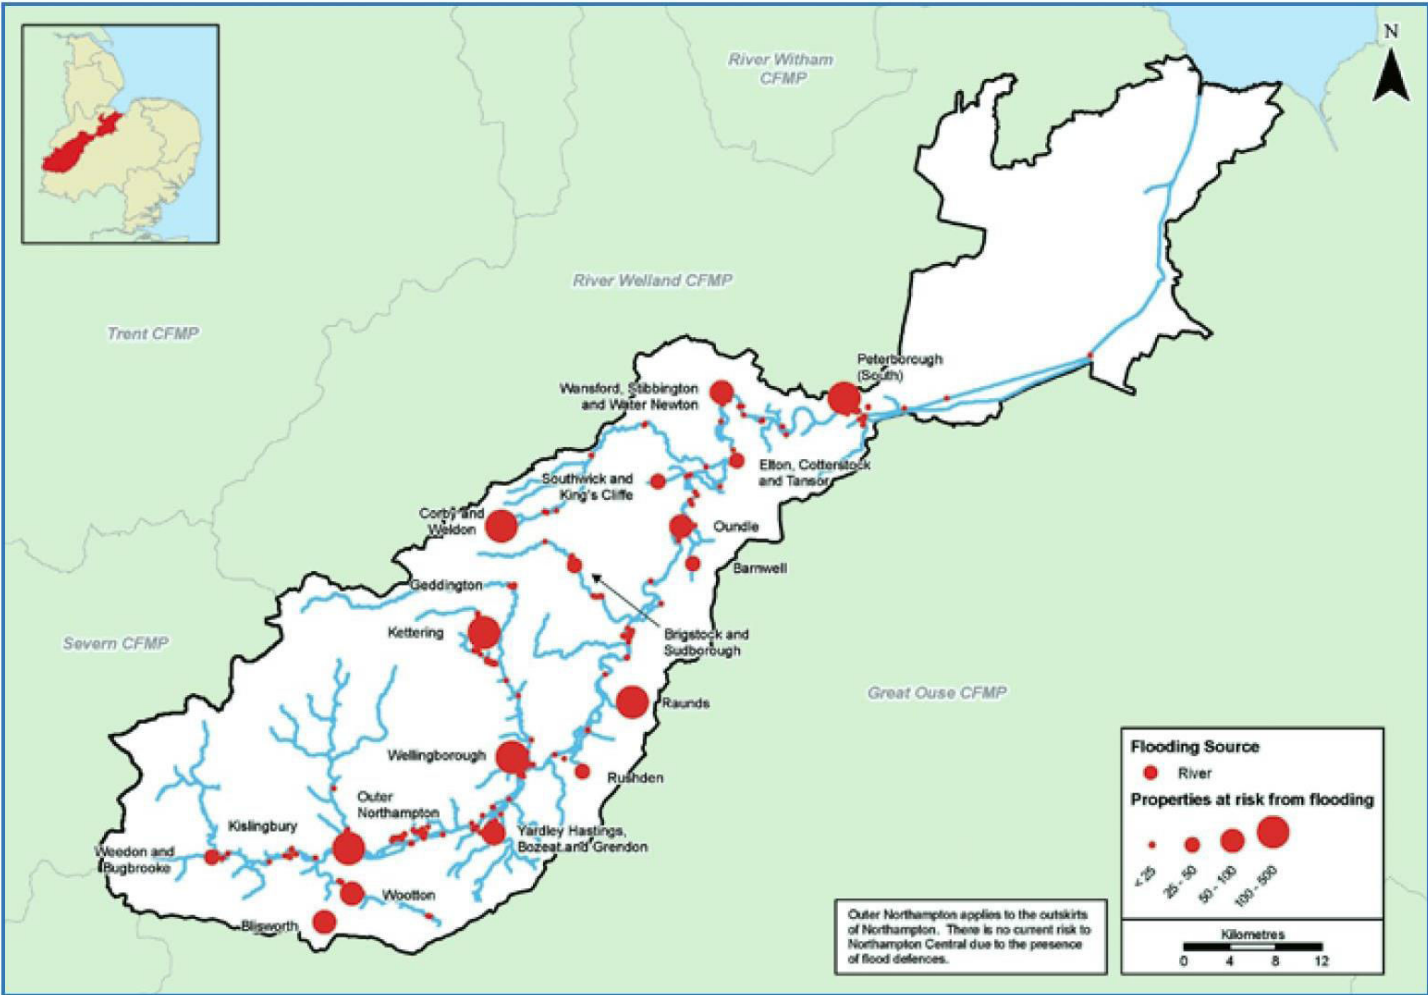 N
River Witham
CFMP
River Welland CFMP
Trent CFMP
Peterborough
(South)
Wansford, Stibbington
and Water Newton
Elton, Cotterstock
and Tansor
Southwick and
King's Cliffe
Corby and
Weldon
Oundle
Barnwell
Geddington
Kettering
Brigstock and
Sudborough
Severn CFMP
Great Ouse CFMP
Raunds
Wellingborough
Rushden
Outer
Northampton
Kislingbury
Yardley Hastings,
Bozeat and Grendon
Weedon and
Bugbrooke
Wootton
Blisworth
Flooding Source
River
Properties at risk from flooding
< 25
25 - 50
50 - 100
100 - 500
Outer Northampton applies to the outskirts
of Northampton. There is no current risk to
Northampton Central due to the presence
of flood defences.
Kilometres
0 4 8 12